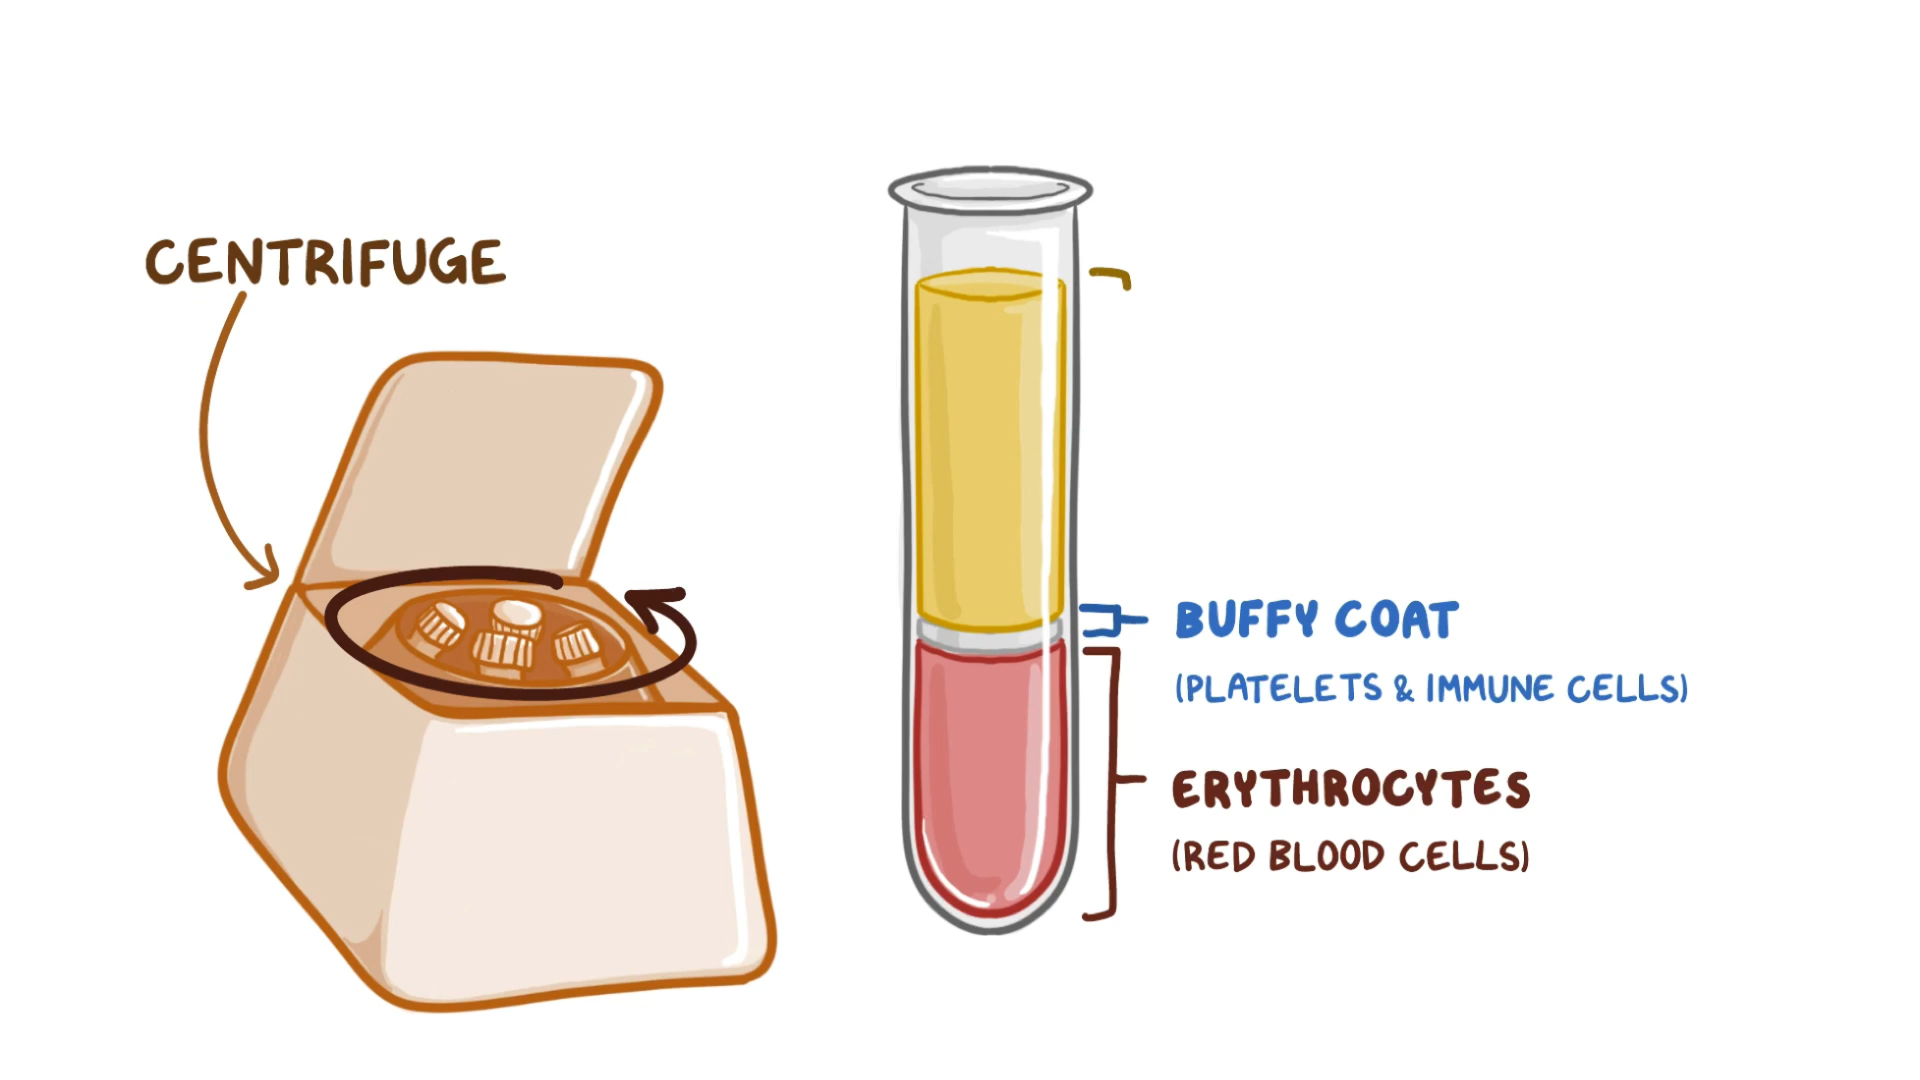 CENTRIFUGE
BUFFY COAT
(PLATELETS & IMMUNE CELLS)
ERYTHROCYTES
(RED BLOOD CELLS)